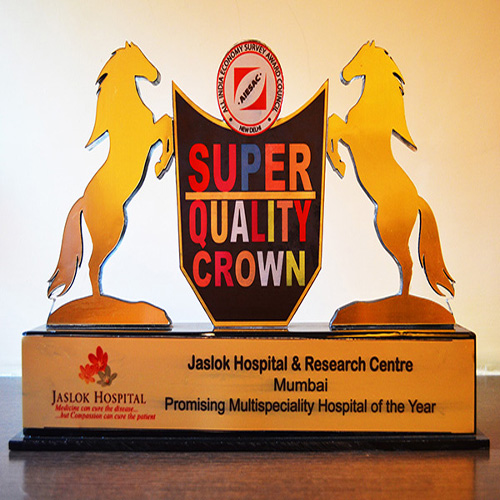 ALL INDIA ECONOMY SURVEY AWARD COUNCIL
AIESAC
NEW DELHI
SUPER
QUALITY
CROWN
Jaslok Hospital & Research Centre
Mumbai
Promising Multispeciality Hospital of the Year
JASLOK HOSPITAL
Medicine can cure the disease...
...but Compassion can cure the patient